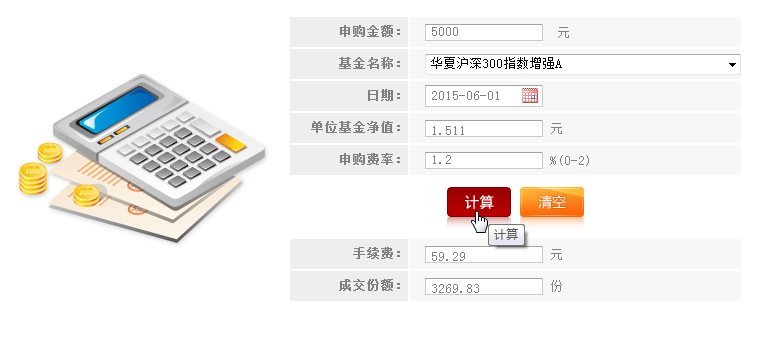 申购金额: 5000 元
基金名称: 华夏沪深300指数增强A
日期: 2015-06-01
单位基金净值: 1.511 元
申购费率: 1.2 %(0-2)
计算 清空
计算
手续费: 59.29 元
成交份额: 3269.83 份